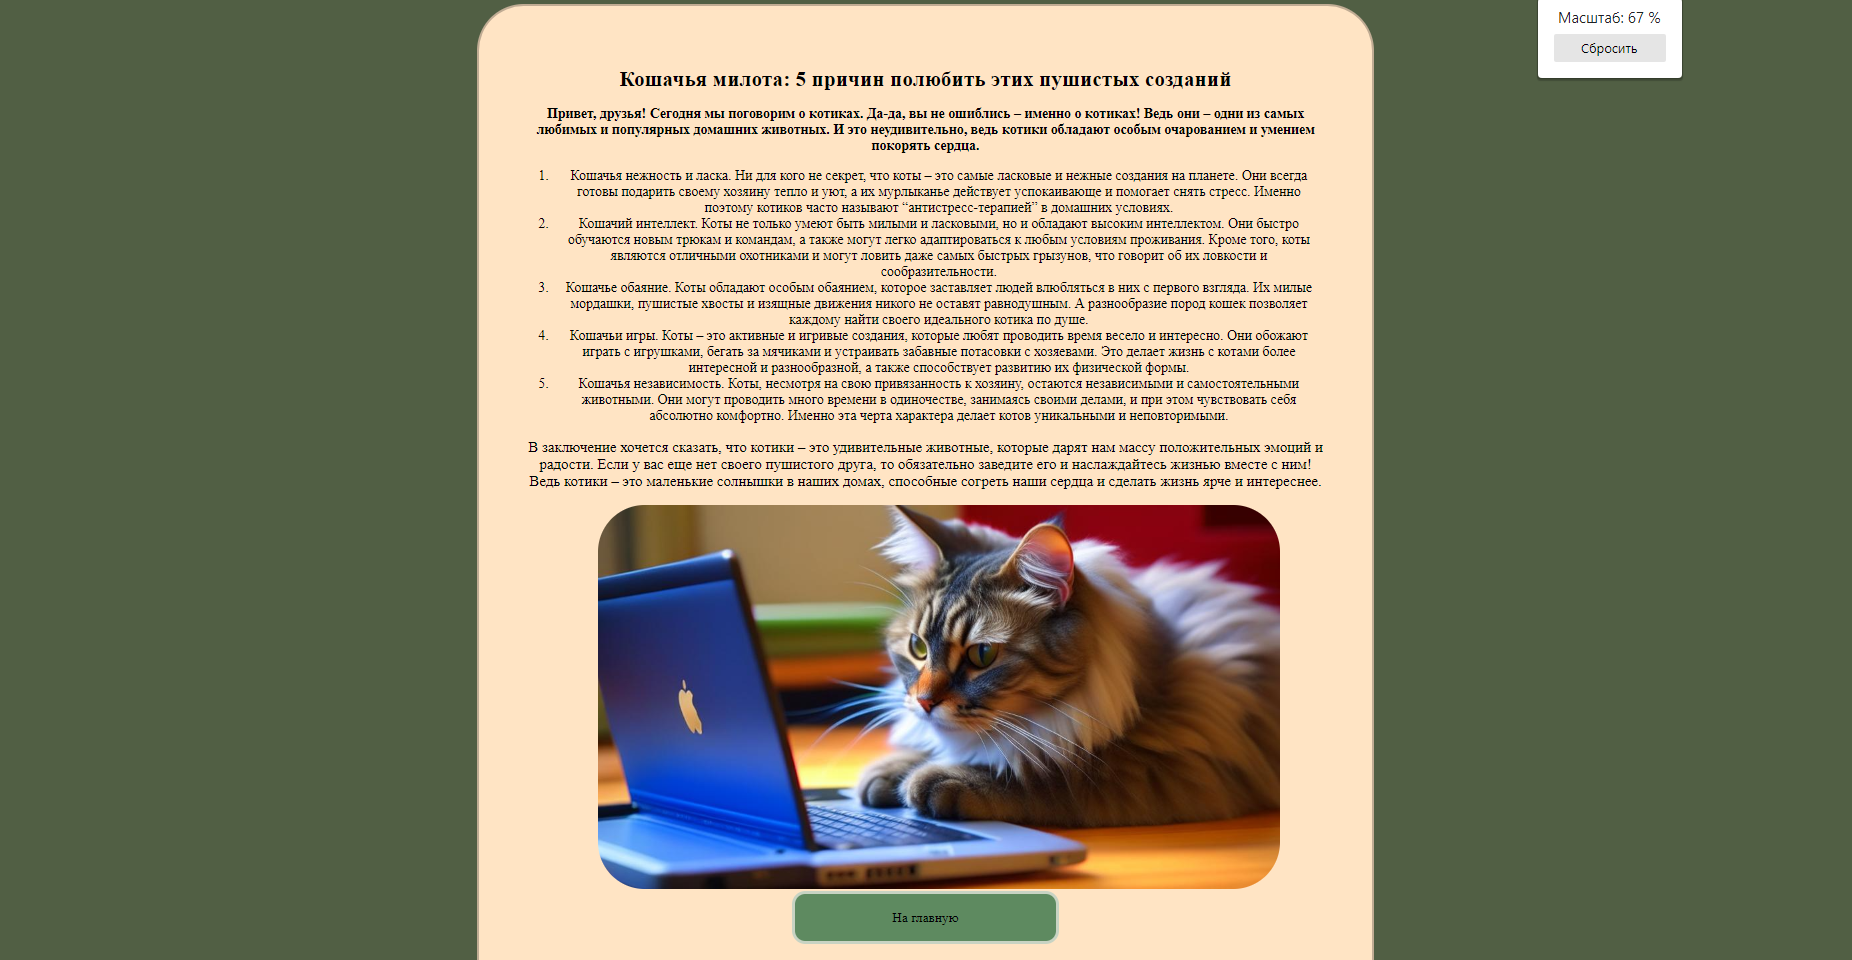 Масштаб: 67 %
Сбросить
Кошачья милота: 5 причин полюбить этих пушистых созданий
Привет, друзья! Сегодня мы поговорим о котиках. Да-да, вы не ошиблись – именно о котиках! Ведь они – одни из самых
любимых и популярных домашних животных. И это неудивительно, ведь котики обладают особым очарованием и умением
покорять сердца.
1. Кошачья нежность и ласка. Ни для кого не секрет, что коты – это самые ласковые и нежные создания на планете. Они всегда
готовы подарить своему хозяину тепло и уют, а их мурлыканье действует успокаивающе и помогает снять стресс. Именно
поэтому котиков часто называют “антистресс-терапией” в домашних условиях.
2. Кошачий интеллект. Коты не только умеют быть милыми и ласковыми, но и обладают высоким интеллектом. Они быстро
обучаются новым трюкам и командам, а также могут легко адаптироваться к любым условиям проживания. Кроме того, коты
являются отличными охотниками и могут ловить даже самых быстрых грызунов, что говорит об их ловкости и
сообразительности.
3. Кошачье обаяние. Коты обладают особым обаянием, которое заставляет людей влюбляться в них с первого взгляда. Их милые
мордашки, пушистые хвосты и изящные движения никого не оставят равнодушным. А разнообразие пород кошек позволяет
каждому найти своего идеального котика по душе.
4. Кошачьи игры. Коты – это активные и игривые создания, которые любят проводить время весело и интересно. Они обожают
играть с игрушками, бегать за мячиками и устраивать забавные потасовки с хозяевами. Это делает жизнь с котами более
интересной и разнообразной, а также способствует развитию их физической формы.
5. Кошачья независимость. Коты, несмотря на свою привязанность к хозяину, остаются независимыми и самостоятельными
животными. Они могут проводить много времени в одиночестве, занимаясь своими делами, и при этом чувствовать себя
абсолютно комфортно. Именно эта черта характера делает котов уникальными и неповторимыми.
В заключение хочется сказать, что котики – это удивительные животные, которые дарят нам массу положительных эмоций и
радости. Если у вас еще нет своего пушистого друга, то обязательно заведите его и наслаждайтесь жизнью вместе с ним!
Ведь котики – это маленькие солнышки в наших домах, способные согреть наши сердца и сделать жизнь ярче и интереснее.
На главную